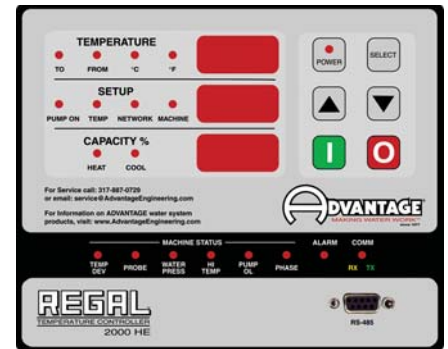 TEMPERATURE
TO FROM °C °F
POWER SELECT
SETUP
PUMP ON TEMP NETWORK MACHINE
CAPACITY %
HEAT COOL
I O
For Service call: 317-887-0729
or email: service@AdvantageEngineering.com
For Information on ADVANTAGE water system
products, visit: www.AdvantageEngineering.com
ADVANTAGE
MAKING WATER WORK
since 1977
MACHINE STATUS ALARM COMM
TEMP DEV PROBE WATER PRESS HI TEMP PUMP OL PHASE RX TX
REGAL
TEMPERATURE CONTROLLER
2000 HE
RS-485